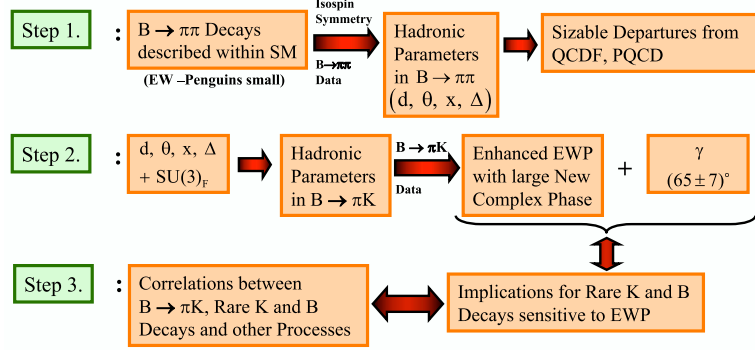 Step 1.
:
B → ππ Decays
described within SM
(EW –Penguins small)
Isospin
Symmetry
B→ππ
Data
Hadronic
Parameters
in B → ππ
(d, θ, x, Δ)
Sizable Departures from
QCDF, PQCD
Step 2.
:
d, θ, x, Δ
+ SU(3)F
Hadronic
Parameters
in B → πK
B → πK
Data
Enhanced EWP
with large New
Complex Phase
+
γ
(65 ± 7)°
Step 3.
:
Correlations between
B → πK, Rare K and B
Decays and other Processes
Implications for Rare K and B
Decays sensitive to EWP